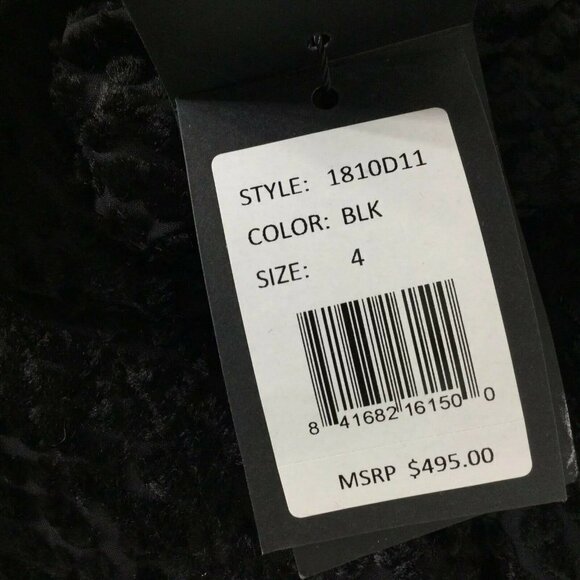 STYLE: 1810D11
COLOR: BLK
SIZE: 4
8 41682 16150 0
MSRP $495.00